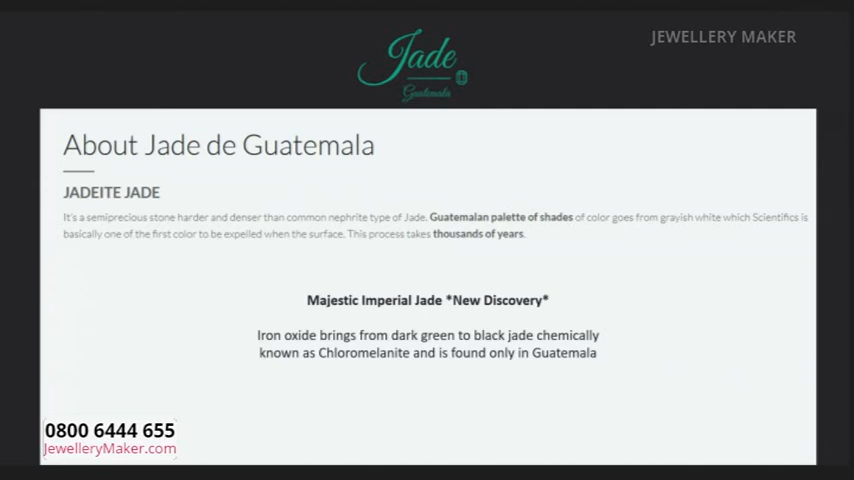 Jade
Guatemala
JEWELLERY MAKER
About Jade de Guatemala
JADEITE JADE
It's a semiprecious stone harder and denser than common nephrite type of Jade. Guatemalan palette of shades of color goes from grayish white which Scientifics is
basically one of the first color to be expelled when the surface. This process takes thousands of years.
Majestic Imperial Jade *New Discovery*
Iron oxide brings from dark green to black jade chemically
known as Chloromelanite and is found only in Guatemala
0800 6444 655
JewelleryMaker.com